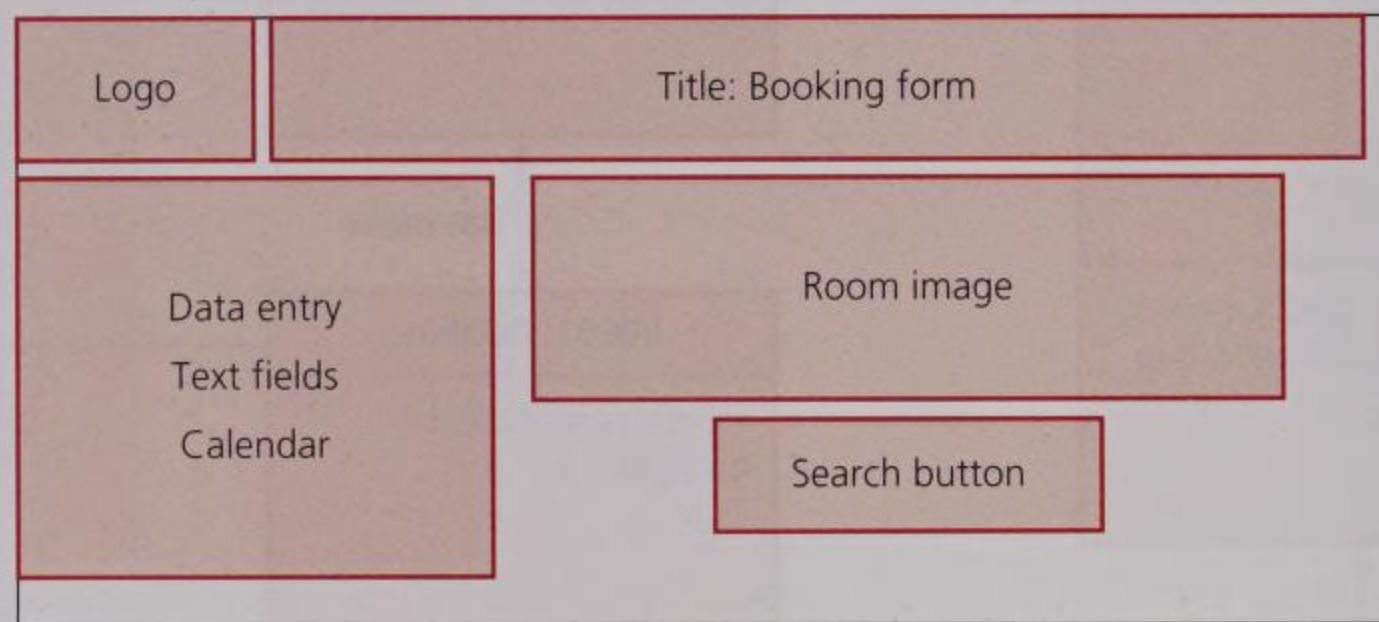 Logo
Title: Booking form
Data entry
Text fields
Calendar
Room image
Search button